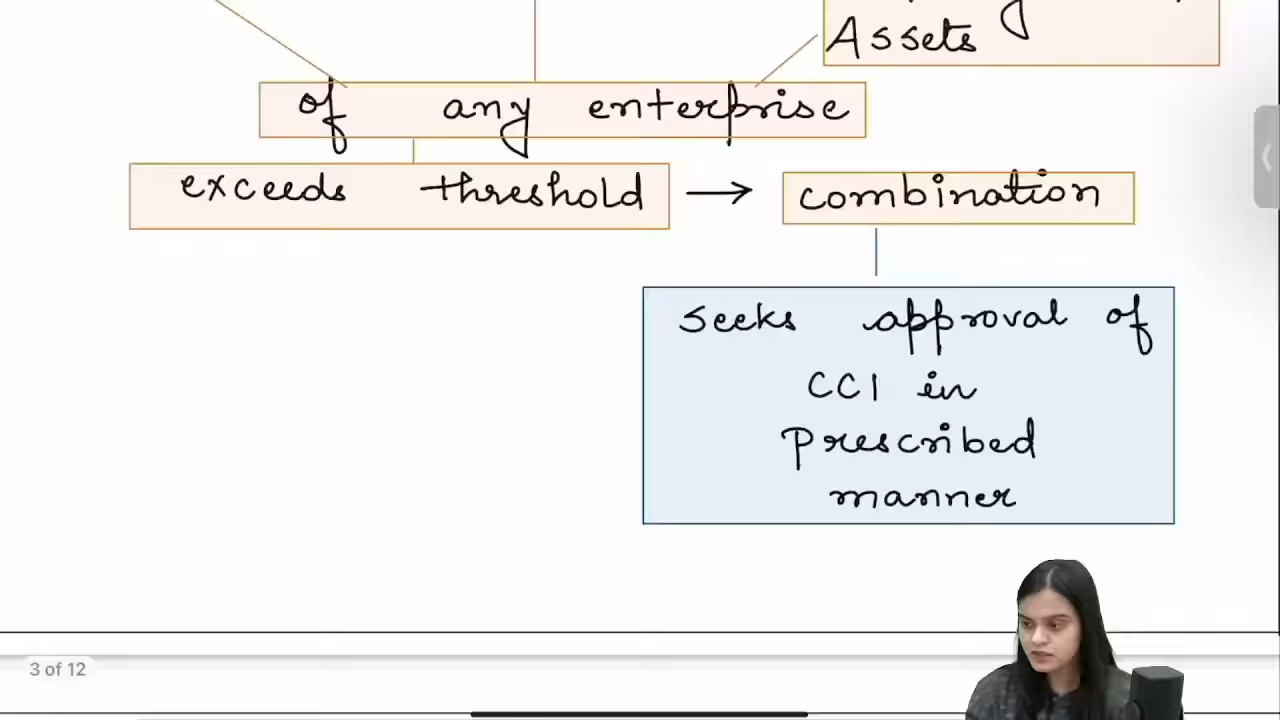 Assets
of any enterprise
exceeds threshold → combination
seeks approval of
CCI in
prescribed
manner
3 of 12